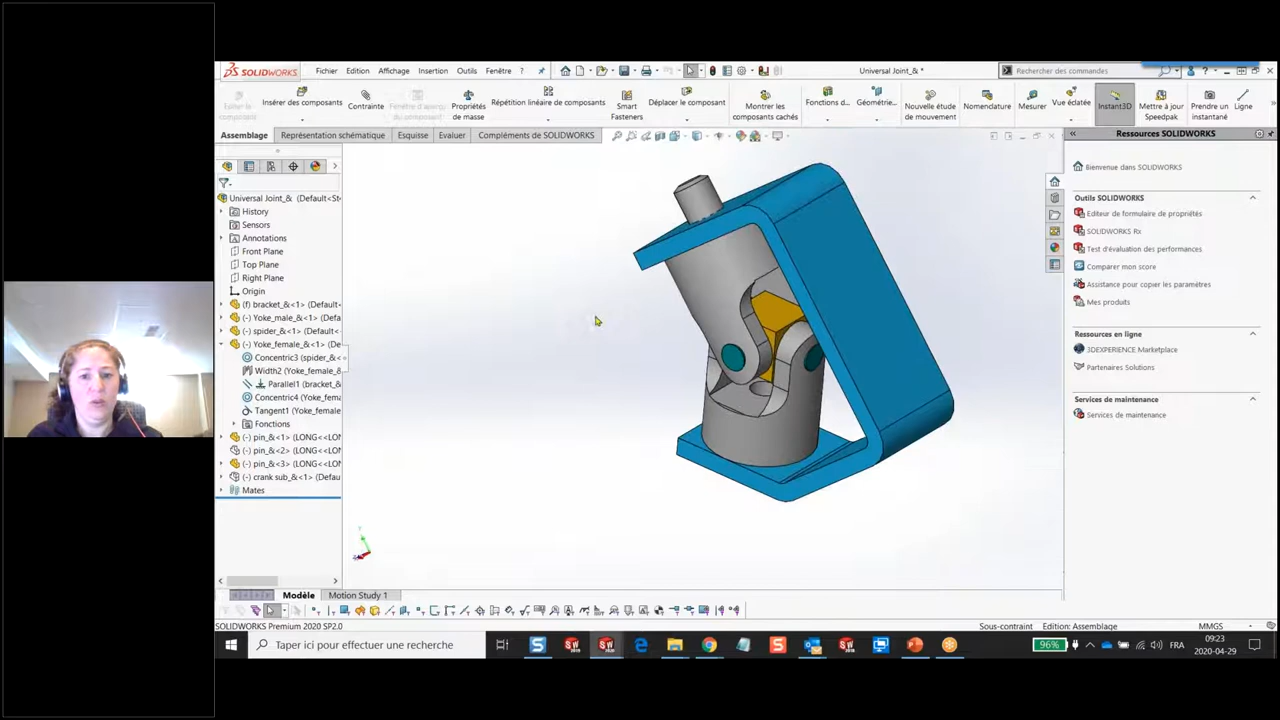 SOLIDWORKS Fichier Edition Affichage Insertion Outils Fenêtre Universal Joint_& * Rechercher des commandes
Insérer des composants Contrainte Propriétés de masse Répétition linéaire de composants Smart Fasteners Déplacer le composant Montrer les composants cachés Fonctions d... Géométrie... Nouvelle étude de mouvement Nomenclature Mesurer Vue éclatée Instant3D Mettre à jour Speedpak Prendre un instantané Ligne
Assemblage Représentation schématique Esquisse Evaluer Compléments de SOLIDWORKS
Ressources SOLIDWORKS
Bienvenue dans SOLIDWORKS
Outils SOLIDWORKS
Editeur de formulaire de propriétés
SOLIDWORKS Rx
Test d'évaluation des performances
Comparer mon score
Assistance pour copier les paramètres
Mes produits
Ressources en ligne
3DEXPERIENCE Marketplace
Partenaires Solutions
Services de maintenance
Services de maintenance
Universal Joint_& (Default<St
History
Sensors
Annotations
Front Plane
Top Plane
Right Plane
Origin
(f) bracket_&<1> (Default<
(-) Yoke_male_&<1> (Defa
(-) spider_&<1> (Default<
(-) Yoke_female_&<1> (De
Concentric3 (spider_&<
Width2 (Yoke_female_&
Parallel1 (bracket_&
Concentric4 (Yoke_fema
Tangent1 (Yoke_female
Fonctions
(-) pin_&<1> (LONG<<LON
(-) pin_&<2> (LONG<<LON
(-) pin_&<3> (LONG<<LON
(-) crank sub_&<1> (Defau
Mates
Modèle Motion Study 1
SOLIDWORKS Premium 2020 SP2.0 Sous-contraint Edition: Assemblage MMGS
Taper ici pour effectuer une recherche 96% FRA 09:23
2020-04-29